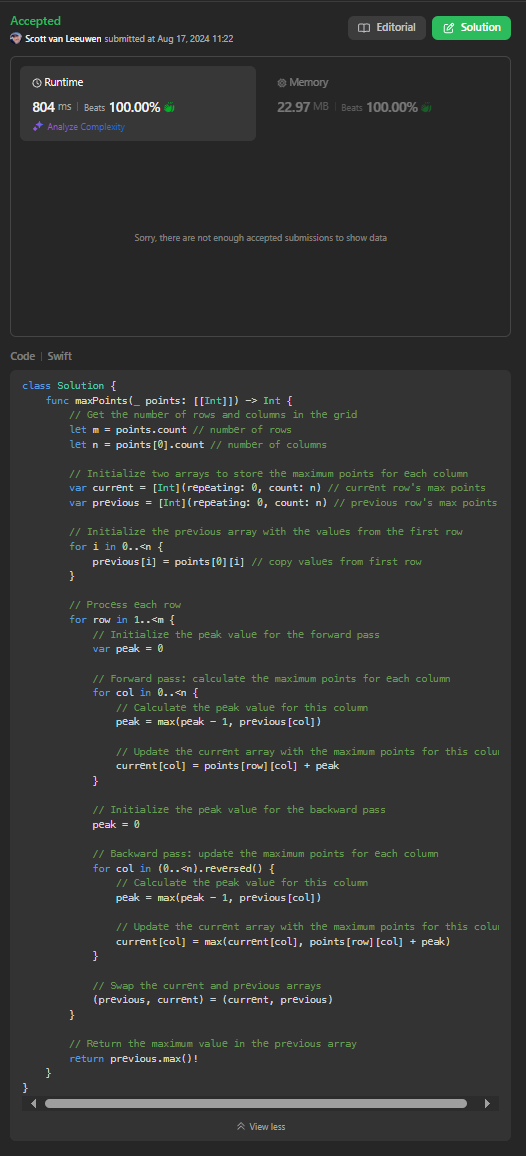 Accepted
Editorial
Solution
Scott van Leeuwen submitted at Aug 17, 2024 11:22
Runtime
804 ms | Beats 100.00%
Analyze Complexity
Memory
22.97 MB | Beats 100.00%
Sorry, there are not enough accepted submissions to show data
Code | Swift
class Solution {
    func maxPoints(_ points: [[Int]]) -> Int {
        // Get the number of rows and columns in the grid
        let m = points.count // number of rows
        let n = points[0].count // number of columns

        // Initialize two arrays to store the maximum points for each column
        var current = [Int](repeating: 0, count: n) // current row's max points
        var previous = [Int](repeating: 0, count: n) // previous row's max points

        // Initialize the previous array with the values from the first row
        for i in 0..<n {
            previous[i] = points[0][i] // copy values from first row
        }

        // Process each row
        for row in 1..<m {
            // Initialize the peak value for the forward pass
            var peak = 0

            // Forward pass: calculate the maximum points for each column
            for col in 0..<n {
                // Calculate the peak value for this column
                peak = max(peak - 1, previous[col])

                // Update the current array with the maximum points for this colu
                current[col] = points[row][col] + peak
            }

            // Initialize the peak value for the backward pass
            peak = 0

            // Backward pass: update the maximum points for each column
            for col in (0..<n).reversed() {
                // Calculate the peak value for this column
                peak = max(peak - 1, previous[col])

                // Update the current array with the maximum points for this colu
                current[col] = max(current[col], points[row][col] + peak)
            }

            // Swap the current and previous arrays
            (previous, current) = (current, previous)
        }

        // Return the maximum value in the previous array
        return previous.max()!
    }
}
View less